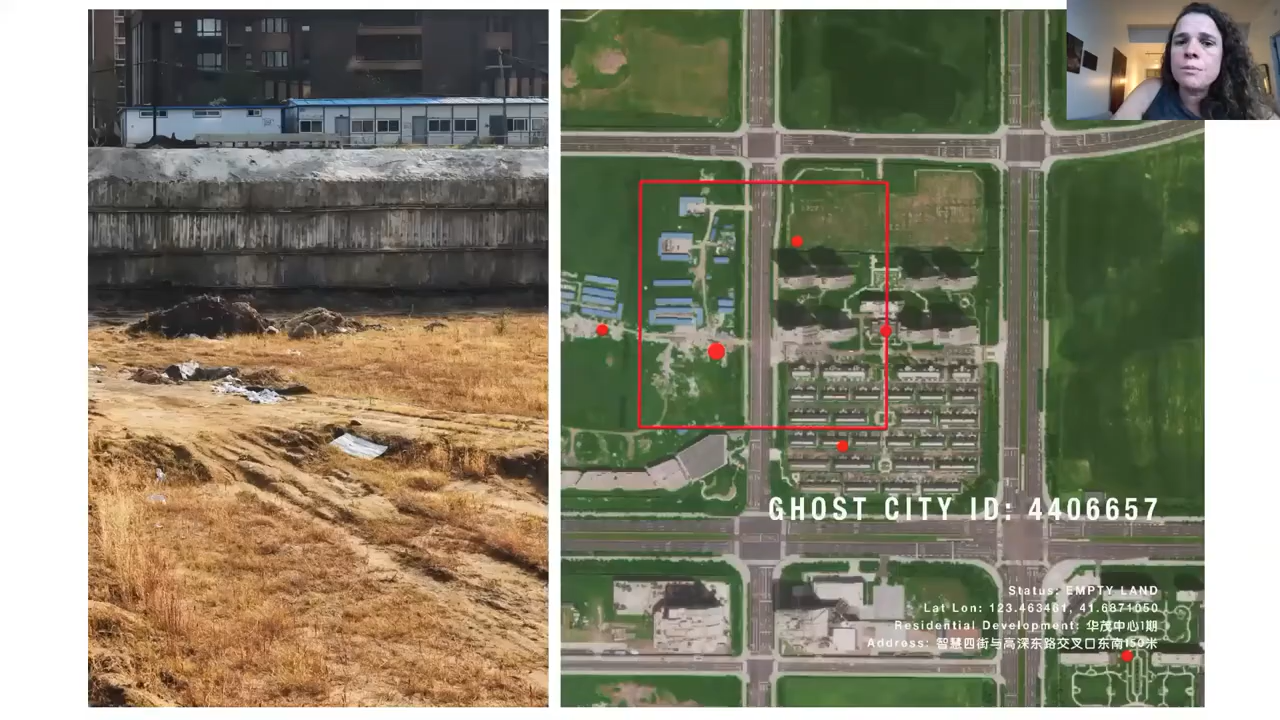 GHOST CITY ID: 4406657
Status: EMPTY LAND
Lat Lon: 123.463461, 41.6871050
Residential Development: 华茂中心1期
Address: 智慧四街与高深东路交叉口东南150米